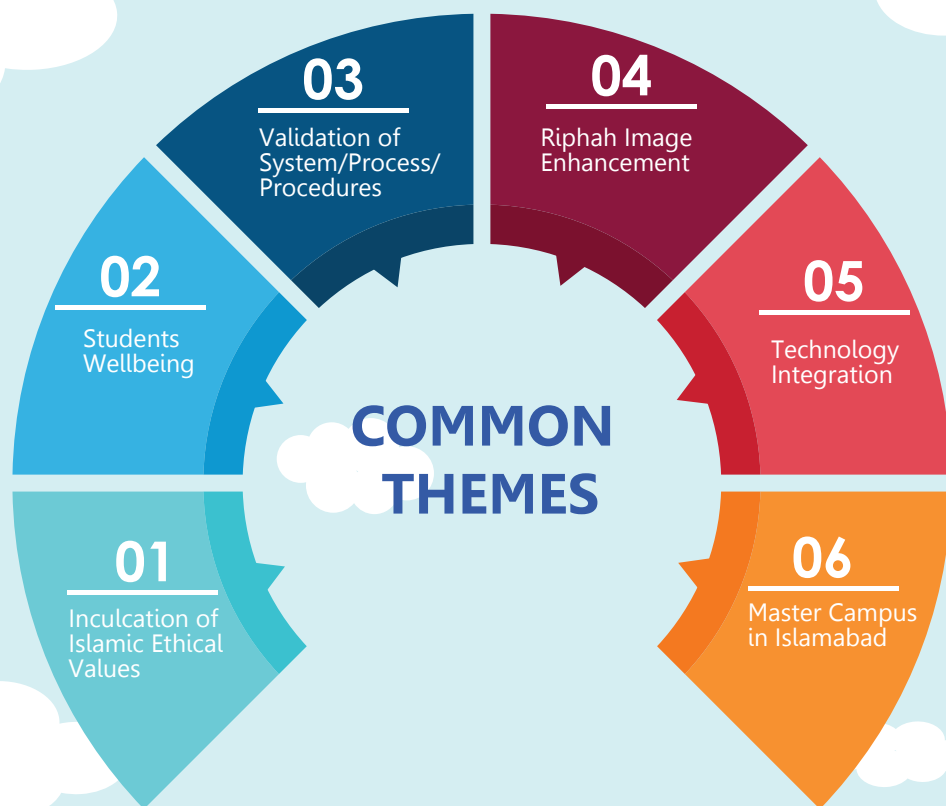 COMMON
THEMES
01
Inculcation of
Islamic Ethical
Values
02
Students
Wellbeing
03
Validation of
System/Process/
Procedures
04
Riphah Image
Enhancement
05
Technology
Integration
06
Master Campus
in Islamabad